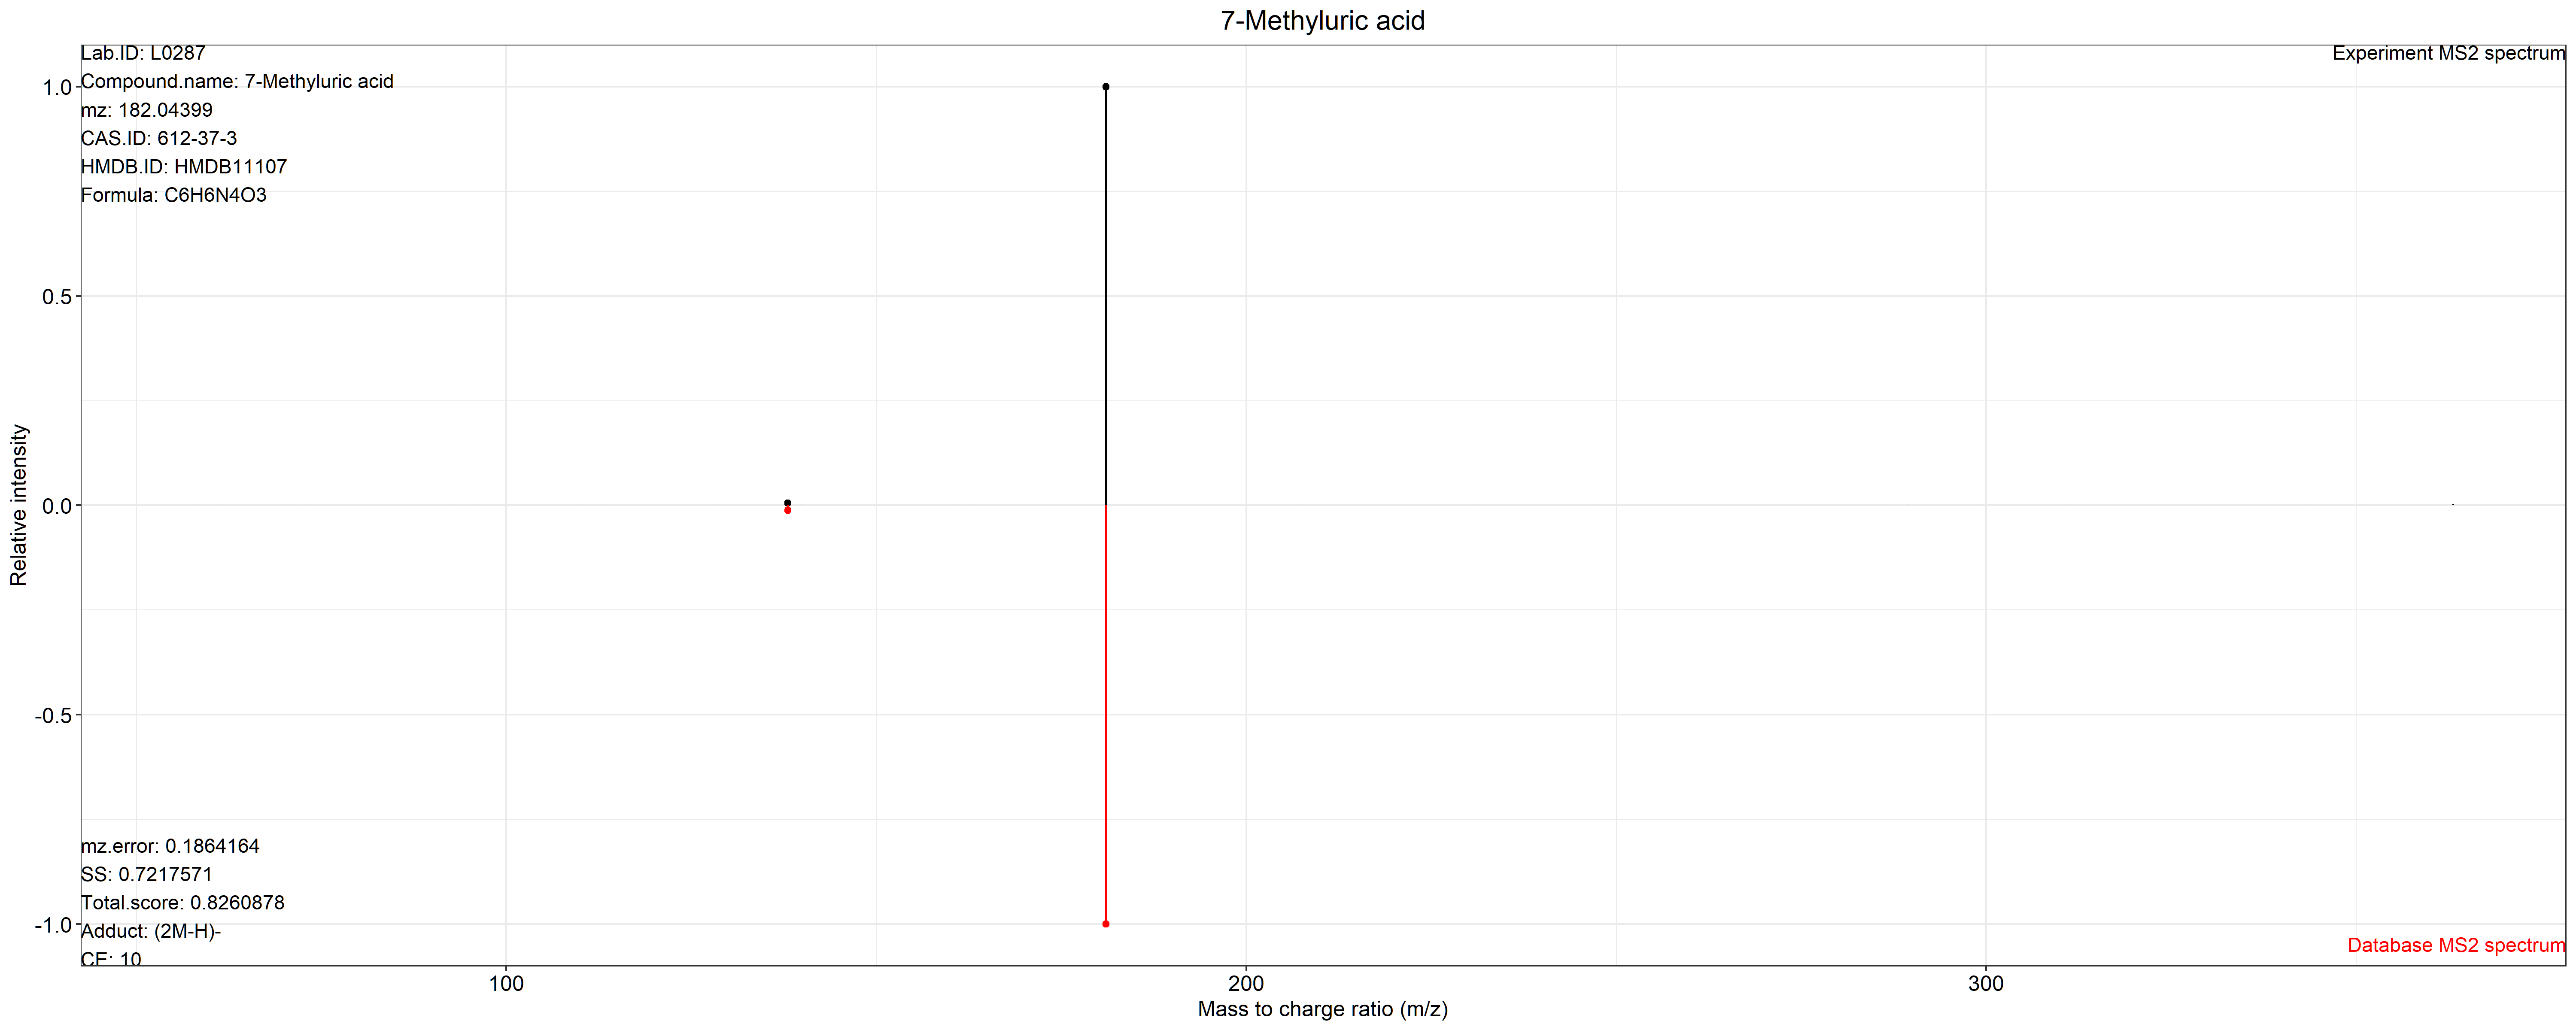 7-Methyluric acid
Lab.ID: L0287
Experiment MS2 spectrum
Compound.name: 7-Methyluric acid
mz: 182.04399
CAS.ID: 612-37-3
HMDB.ID: HMDB11107
Formula: C6H6N4O3
1.0
0.5
0.0
-0.5
-1.0
Relative intensity
mz.error: 0.1864164
SS: 0.7217571
Total.score: 0.8260878
Adduct: (2M-H)-
CE: 10
Database MS2 spectrum
100
200
300
Mass to charge ratio (m/z)